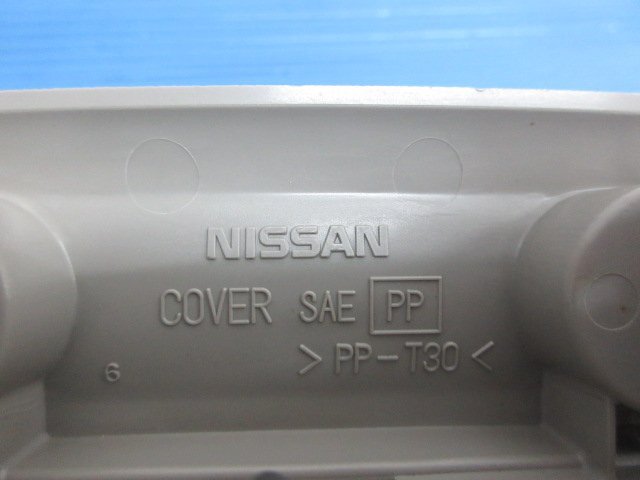 NISSAN
COVER SAE PP
>PP-T30<
6